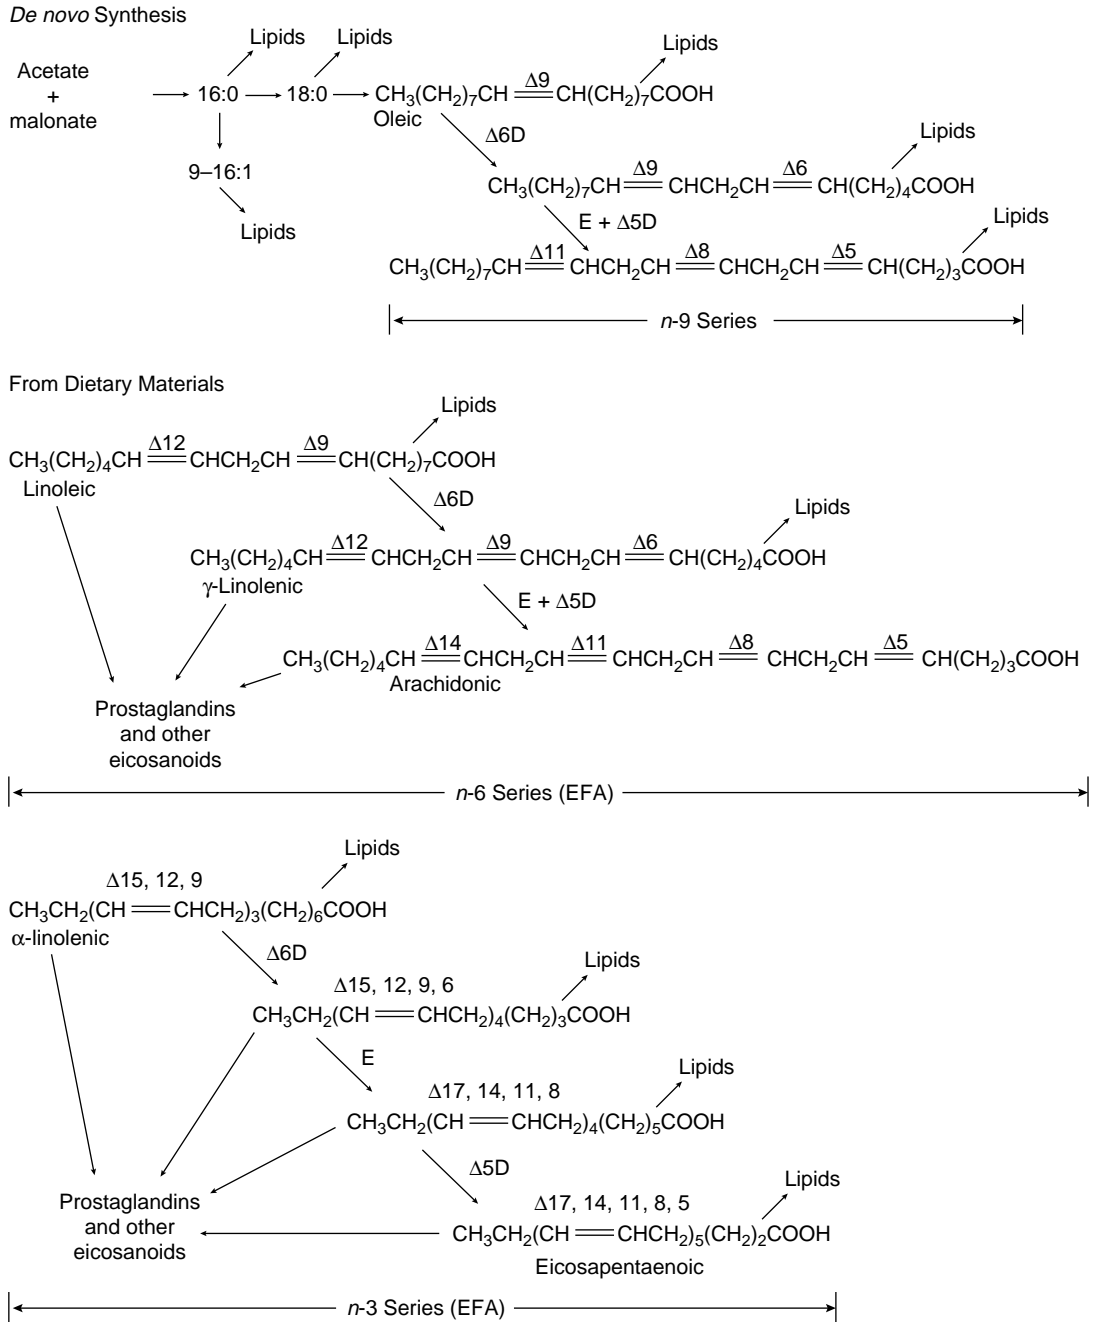 De novo Synthesis
Lipids
Lipids
Lipids
Acetate
+
malonate
16:0
18:0
CH₃(CH₂)₇CH Δ9 CH(CH₂)₇COOH
Oleic
Δ6D
9–16:1
Lipids
Lipids
CH₃(CH₂)₇CH Δ9 CHCH₂CH Δ6 CH(CH₂)₄COOH
E + Δ5D
Lipids
CH₃(CH₂)₇CH Δ11 CHCH₂CH Δ8 CHCH₂CH Δ5 CH(CH₂)₃COOH
n-9 Series
From Dietary Materials
Lipids
CH₃(CH₂)₄CH Δ12 CHCH₂CH Δ9 CH(CH₂)₇COOH
Linoleic
Δ6D
Lipids
CH₃(CH₂)₄CH Δ12 CHCH₂CH Δ9 CHCH₂CH Δ6 CH(CH₂)₄COOH
γ-Linolenic
E + Δ5D
CH₃(CH₂)₄CH Δ14 CHCH₂CH Δ11 CHCH₂CH Δ8 CHCH₂CH Δ5 CH(CH₂)₃COOH
Arachidonic
Prostaglandins
and other
eicosanoids
n-6 Series (EFA)
Lipids
Δ15, 12, 9
CH₃CH₂(CH═CHCH₂)₃(CH₂)₆COOH
α-linolenic
Δ6D
Lipids
Δ15, 12, 9, 6
CH₃CH₂(CH═CHCH₂)₄(CH₂)₃COOH
E
Lipids
Δ17, 14, 11, 8
CH₃CH₂(CH═CHCH₂)₄(CH₂)₅COOH
Δ5D
Lipids
Δ17, 14, 11, 8, 5
CH₃CH₂(CH═CHCH₂)₅(CH₂)₂COOH
Eicosapentaenoic
Prostaglandins
and other
eicosanoids
n-3 Series (EFA)